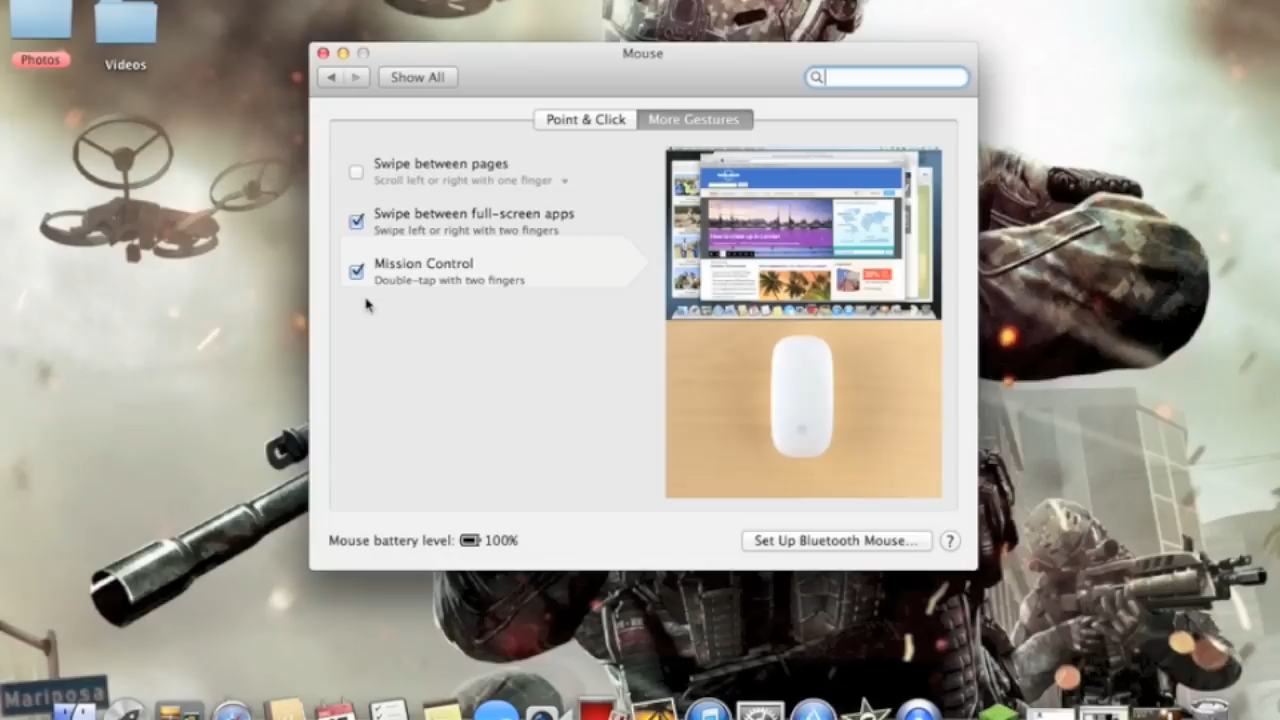 Photos
Videos
Mouse
Show All
Point & Click
More Gestures
Swipe between pages
Scroll left or right with one finger
Swipe between full-screen apps
Swipe left or right with two fingers
Mission Control
Double-tap with two fingers
Mouse battery level: 100%
Set Up Bluetooth Mouse...
?
Mariposa